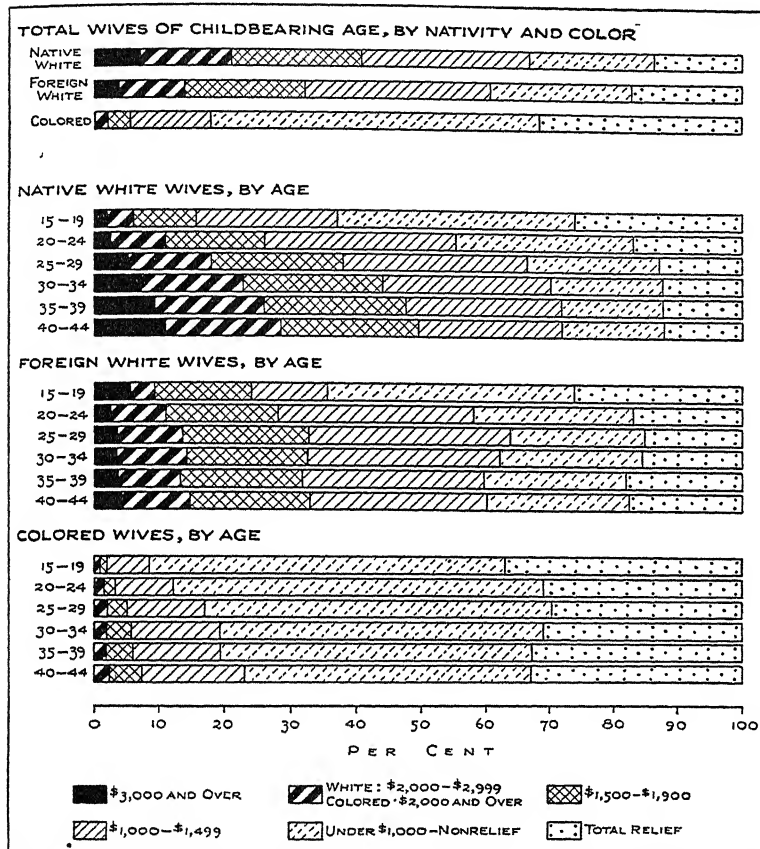 TOTAL WIVES OF CHILDBEARING AGE, BY NATIVITY AND COLOR
NATIVE
WHITE
FOREIGN
WHITE
COLORED
NATIVE WHITE WIVES, BY AGE
15-19
20-24
25-29
30-34
35-39
40-44
FOREIGN WHITE WIVES, BY AGE
15-19
20-24
25-29
30-34
35-39
40-44
COLORED WIVES, BY AGE
15-19
20-24
25-29
30-34
35-39
40-44
0 10 20 30 40 50 60 70 80 90 100
PER CENT
$3,000 AND OVER
WHITE: $2,000-$2,999
COLORED: $2,000 AND OVER
$1,500-$1,900
$1,000-$1,499
UNDER $1,000-NONRELIEF
TOTAL RELIEF